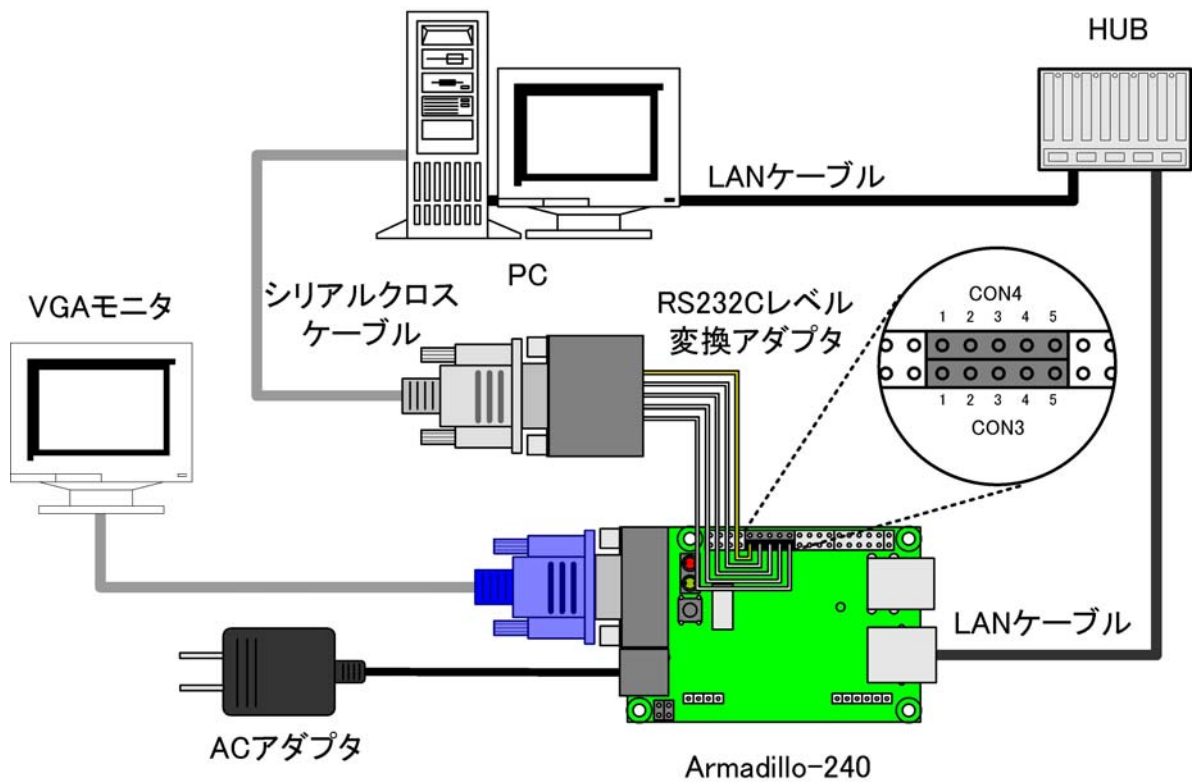 HUB
LANケーブル
PC
VGAモニタ
シリアルクロス
ケーブル
RS232Cレベル
変換アダプタ
CON4
1 2 3 4 5
1 2 3 4 5
CON3
LANケーブル
ACアダプタ
Armadillo-240